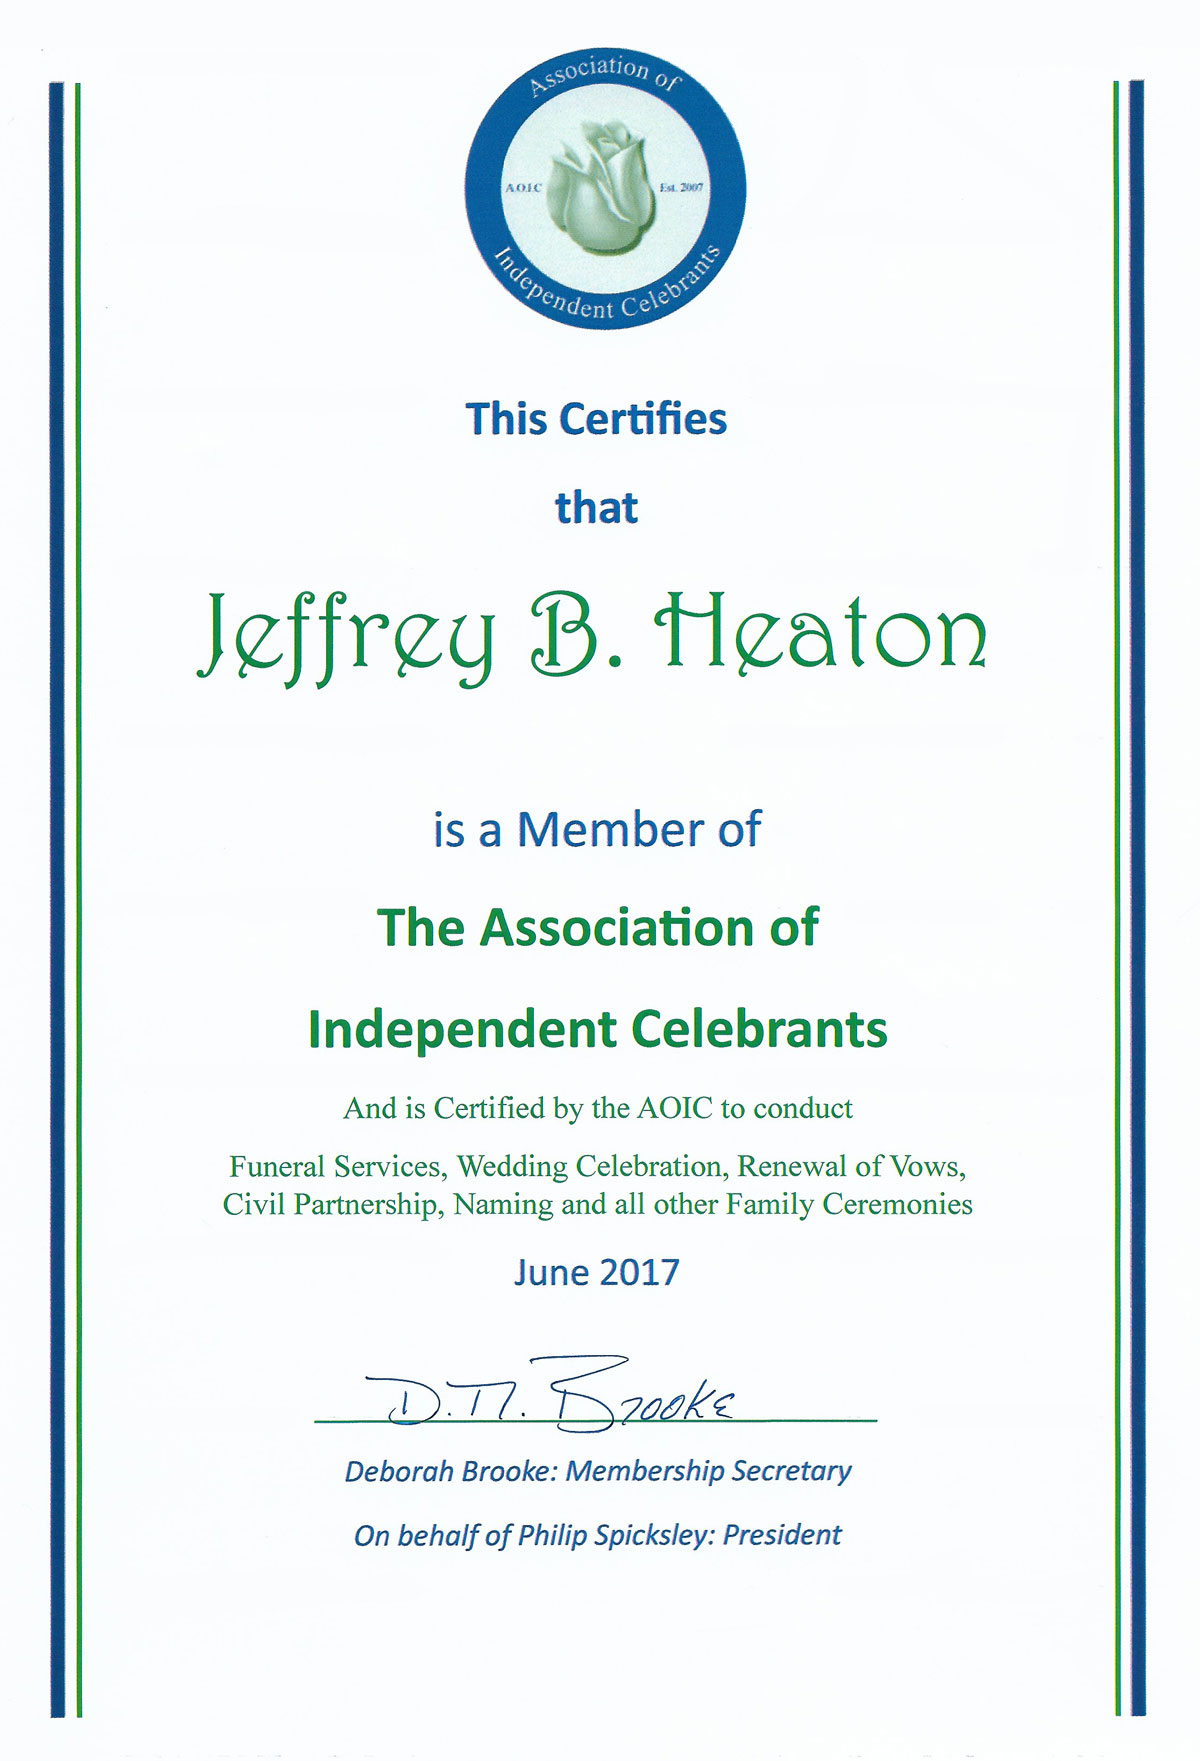 Association of
A.O.I.C
Est. 2007
Independent Celebrants
This Certifies
that
Jeffrey B. Heaton
is a Member of
The Association of
Independent Celebrants
And is Certified by the AOIC to conduct
Funeral Services, Wedding Celebration, Renewal of Vows,
Civil Partnership, Naming and all other Family Ceremonies
June 2017
D.M. Brooke
Deborah Brooke: Membership Secretary
On behalf of Philip Spicksley: President